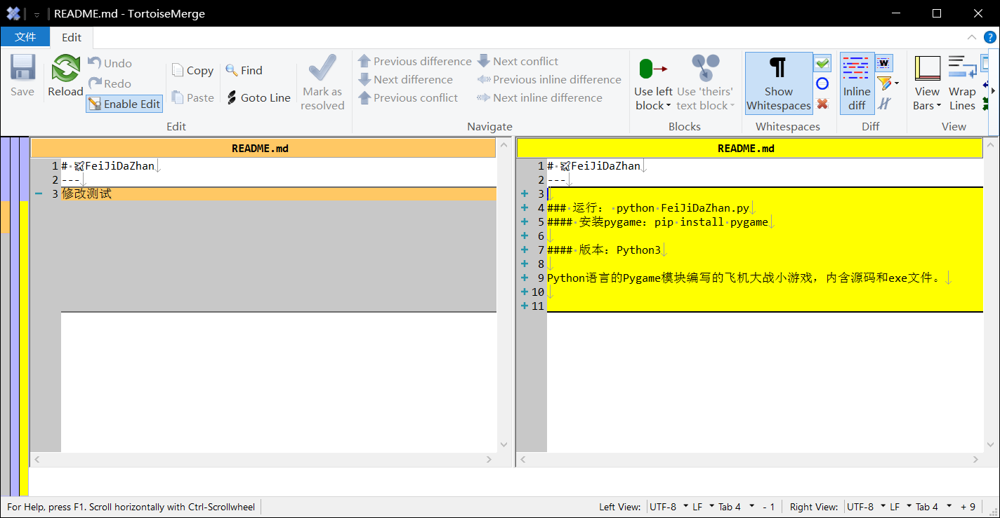 README.md - TortoiseMerge
文件 Edit
Save
Reload
Undo
Redo
Enable Edit
Copy
Paste
Find
Goto Line
Mark as resolved
Edit
Previous difference
Next difference
Previous conflict
Next conflict
Previous inline difference
Next inline difference
Navigate
Use left block
Use 'theirs' text block
Blocks
Show Whitespaces
Whitespaces
Inline diff
Diff
View Bars
Wrap Lines
View
README.md
1 # FeiJiDaZhan
2 ---
3 修改测试
README.md
1 # FeiJiDaZhan
2 ---
3
4 ### 运行： python FeiJiDaZhan.py
5 #### 安装pygame：pip install pygame
6
7 #### 版本：Python3
8
9 Python语言的Pygame模块编写的飞机大战小游戏，内含源码和exe文件。
10
11
For Help, press F1. Scroll horizontally with Ctrl-Scrollwheel
Left View: UTF-8 LF Tab 4 - 1
Right View: UTF-8 LF Tab 4 + 9